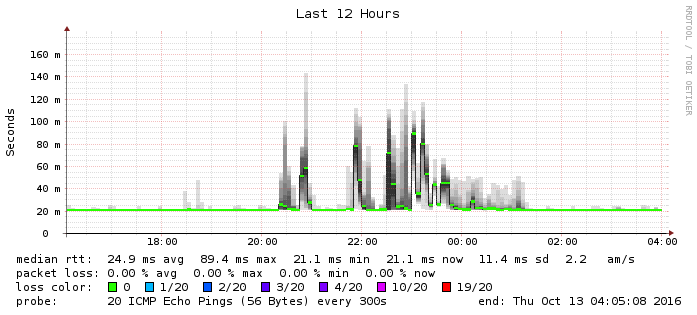 Last 12 Hours
RRDTOOL / TOBI OETIKER
Seconds
160 m
140 m
120 m
100 m
80 m
60 m
40 m
20 m
0
18:00 20:00 22:00 00:00 02:00 04:00
median rtt: 24.9 ms avg 89.4 ms max 21.1 ms min 21.1 ms now 11.4 ms sd 2.2 am/s
packet loss: 0.00 % avg 0.00 % max 0.00 % min 0.00 % now
loss color: 0 1/20 2/20 3/20 4/20 10/20 19/20
probe: 20 ICMP Echo Pings (56 Bytes) every 300s end: Thu Oct 13 04:05:08 2016